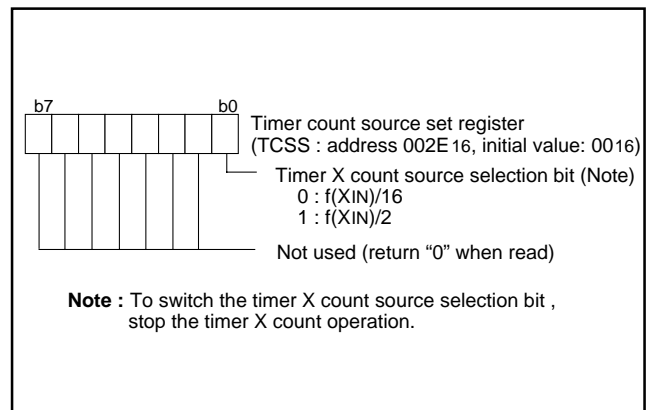 b7 b0
Timer count source set register
(TCSS : address 002E16, initial value: 0016)
Timer X count source selection bit (Note)
0 : f(XIN)/16
1 : f(XIN)/2
Not used (return “0” when read)
Note : To switch the timer X count source selection bit ,
stop the timer X count operation.